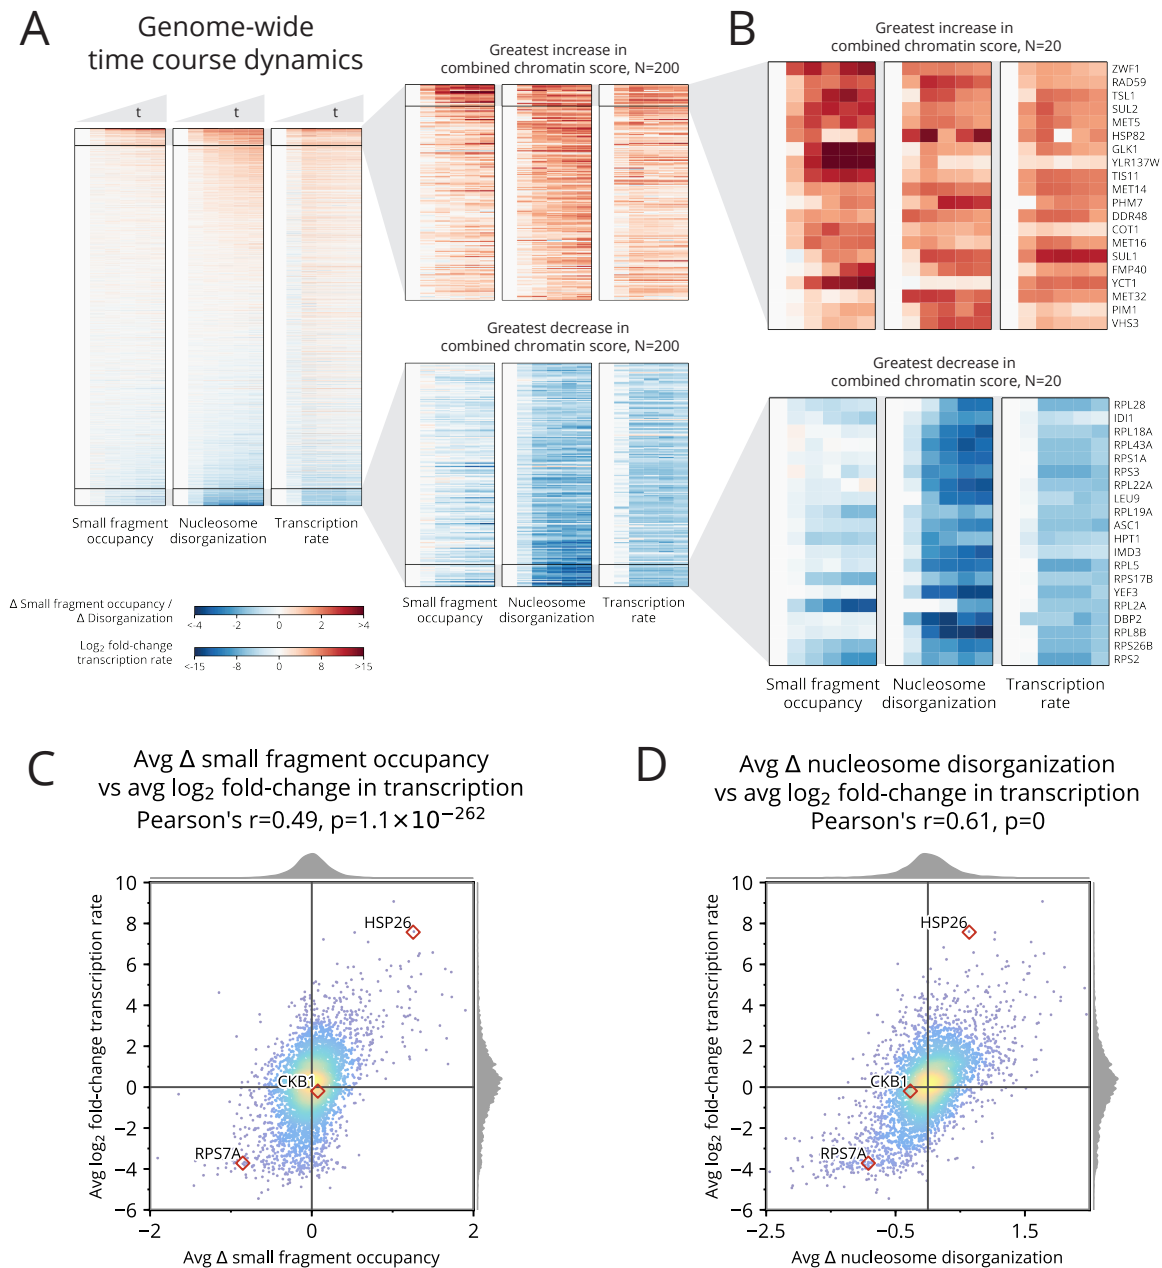 A
Genome-wide
time course dynamics
t
t
t
Small fragment
occupancy
Nucleosome
disorganization
Transcription
rate
Greatest increase in
combined chromatin score, N=200
Greatest decrease in
combined chromatin score, N=200
Small fragment
occupancy
Nucleosome
disorganization
Transcription
rate
Δ Small fragment occupancy /
Δ Disorganization
<-4
-2
0
2
>4
Log2 fold-change
transcription rate
<-15
-8
0
8
>15
B
Greatest increase in
combined chromatin score, N=20
ZWF1
RAD59
TSL1
SUL2
MET5
HSP82
GLK1
YLR137W
TIS11
MET14
PHM7
DDR48
COT1
MET16
SUL1
FMP40
YCT1
MET32
PIM1
VHS3
Greatest decrease in
combined chromatin score, N=20
RPL28
IDI1
RPL18A
RPL43A
RPS1A
RPS3
RPL22A
LEU9
RPL19A
ASC1
HPT1
IMD3
RPL5
RPS17B
YEF3
RPL2A
DBP2
RPL8B
RPS26B
RPS2
Small fragment
occupancy
Nucleosome
disorganization
Transcription
rate
C
Avg Δ small fragment occupancy
vs avg log2 fold-change in transcription
Pearson's r=0.49, p=1.1×10−262
Avg log2 fold-change transcription rate
10
8
6
4
2
0
−2
−4
−6
HSP26
CKB1
RPS7A
−2
0
2
Avg Δ small fragment occupancy
D
Avg Δ nucleosome disorganization
vs avg log2 fold-change in transcription
Pearson's r=0.61, p=0
Avg log2 fold-change transcription rate
10
8
6
4
2
0
−2
−4
−6
HSP26
CKB1
RPS7A
−2.5
−0.5
1.5
Avg Δ nucleosome disorganization